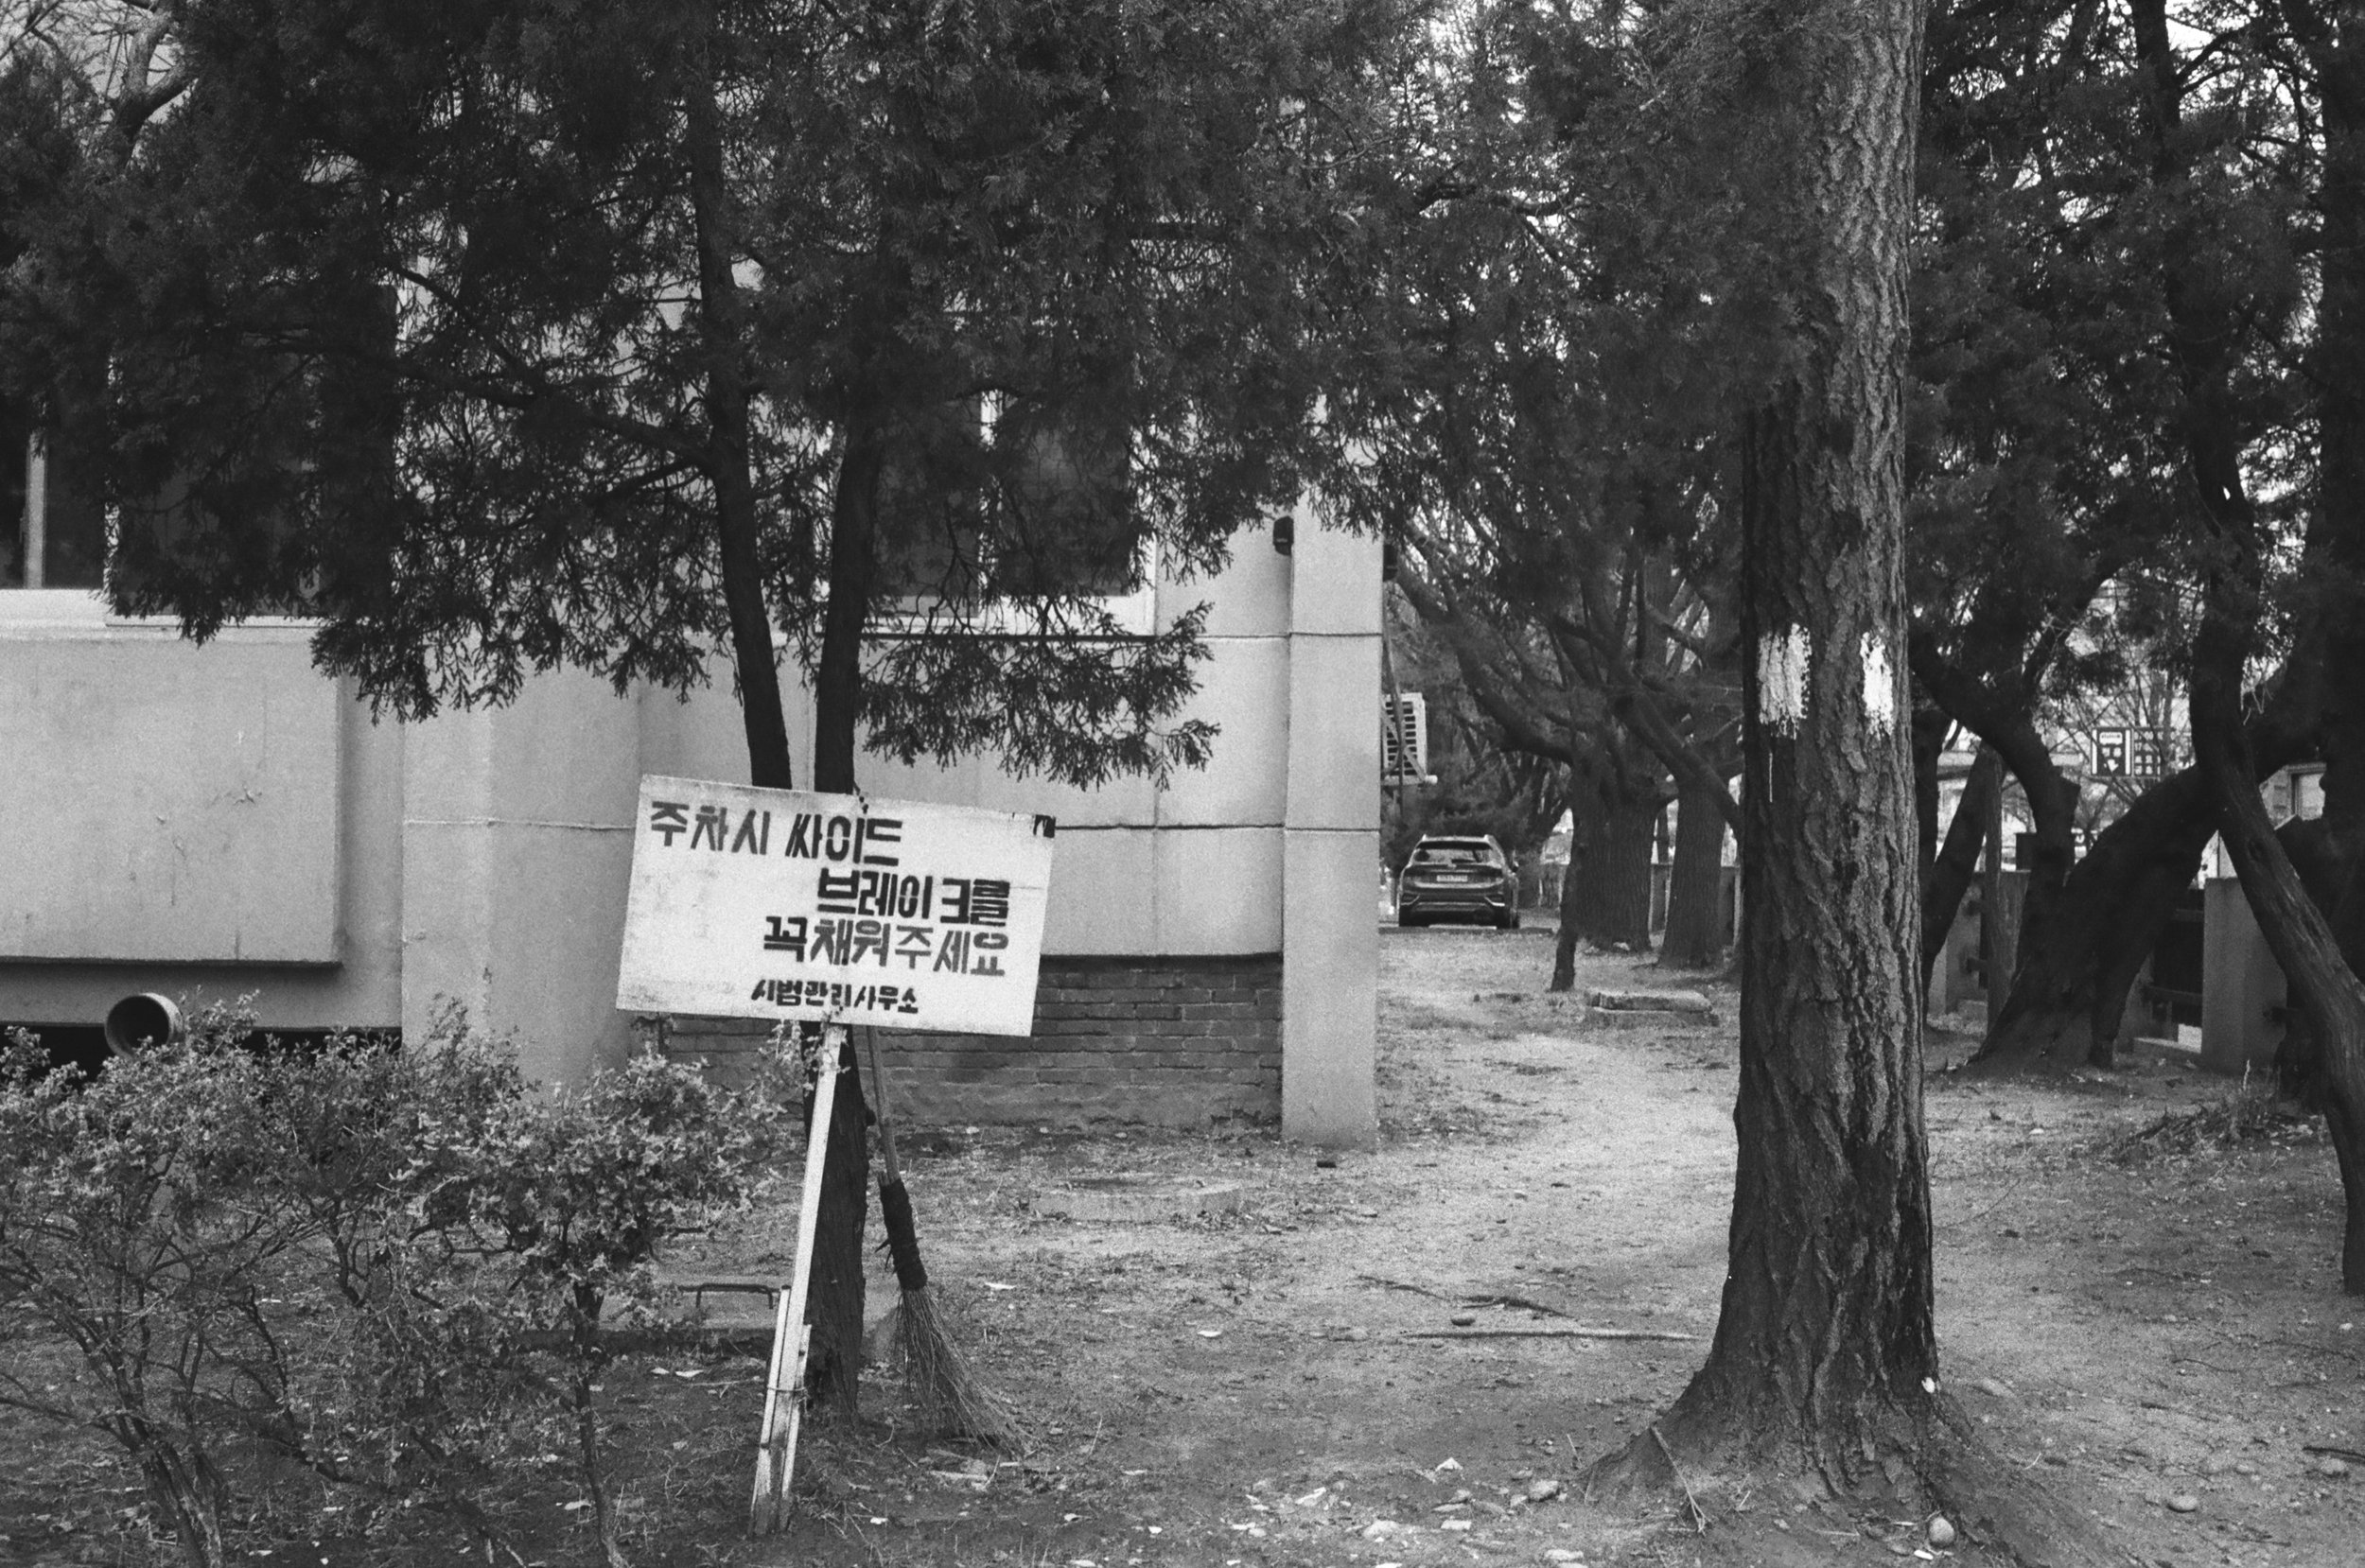 주차시 싸이드
브레이크를
꼭채워주세요
시범관리사무소